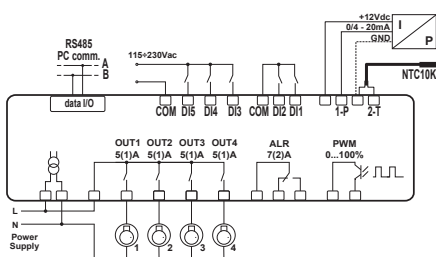 +12Vdc
0/4 - 20mA
GND
I
P
RS485
PC comm.
A
B
115÷230Vac
NTC10K
data I/O
COM DI5 DI4 DI3 COM DI2 DI1 1-P 2-T
OUT1 OUT2 OUT3 OUT4 ALR PWM
5(1)A 5(1)A 5(1)A 5(1)A 7(2)A 0...100%
L
N
Power
Supply
1 2 3 4